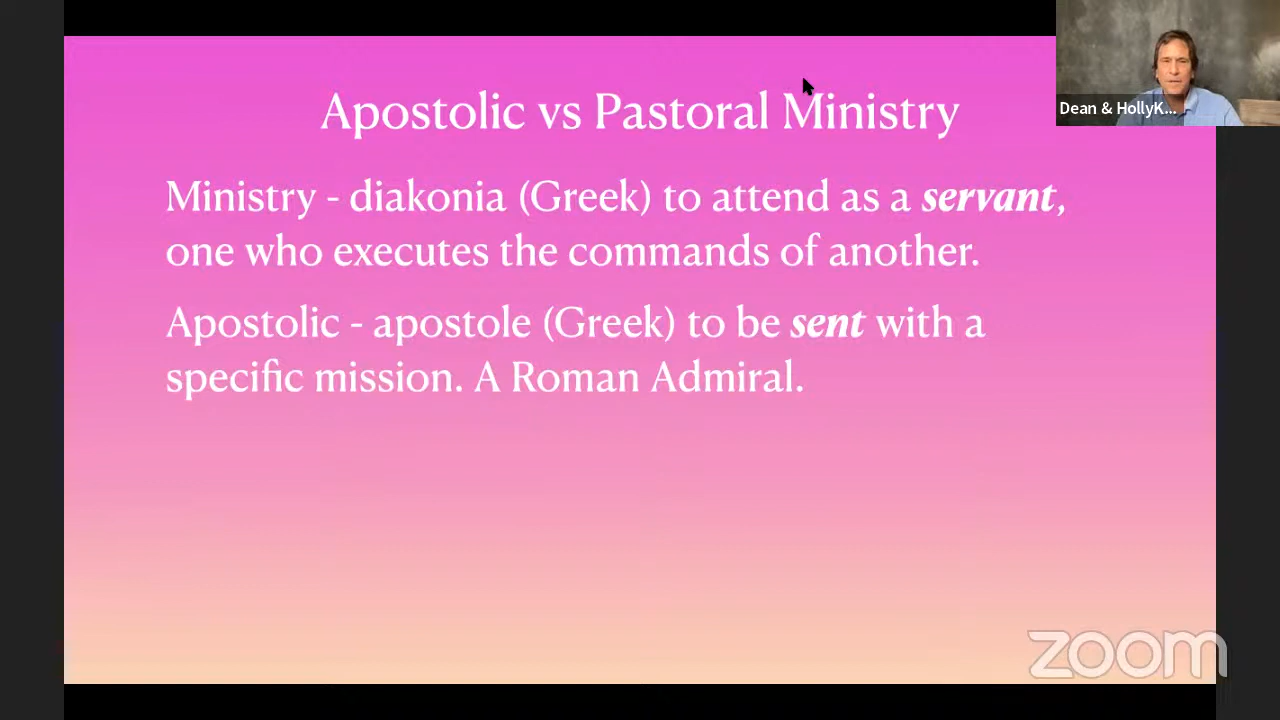 Apostolic vs Pastoral Ministry
Dean & HollyK...
Ministry - diakonia (Greek) to attend as a servant,
one who executes the commands of another.
Apostolic - apostole (Greek) to be sent with a
specific mission. A Roman Admiral.
zoom